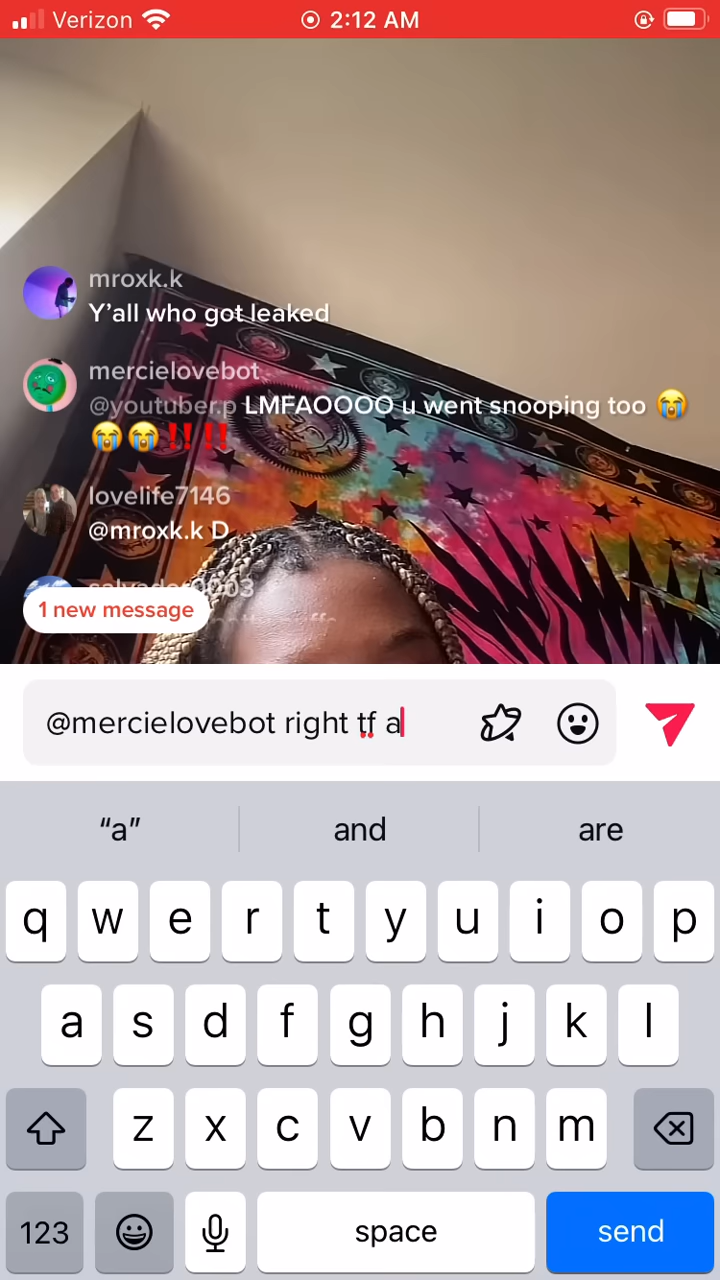 Verizon 2:12 AM
mroxk.k
Y’all who got leaked
mercielovebot
@youtuber.p LMFAOOOO u went snooping too 😭
😭😭‼️‼️
lovelife7146
@mroxk.k D
1 new message
@mercielovebot right tf a
“a” and are
q w e r t y u i o p
a s d f g h j k l
z x c v b n m
123 space send